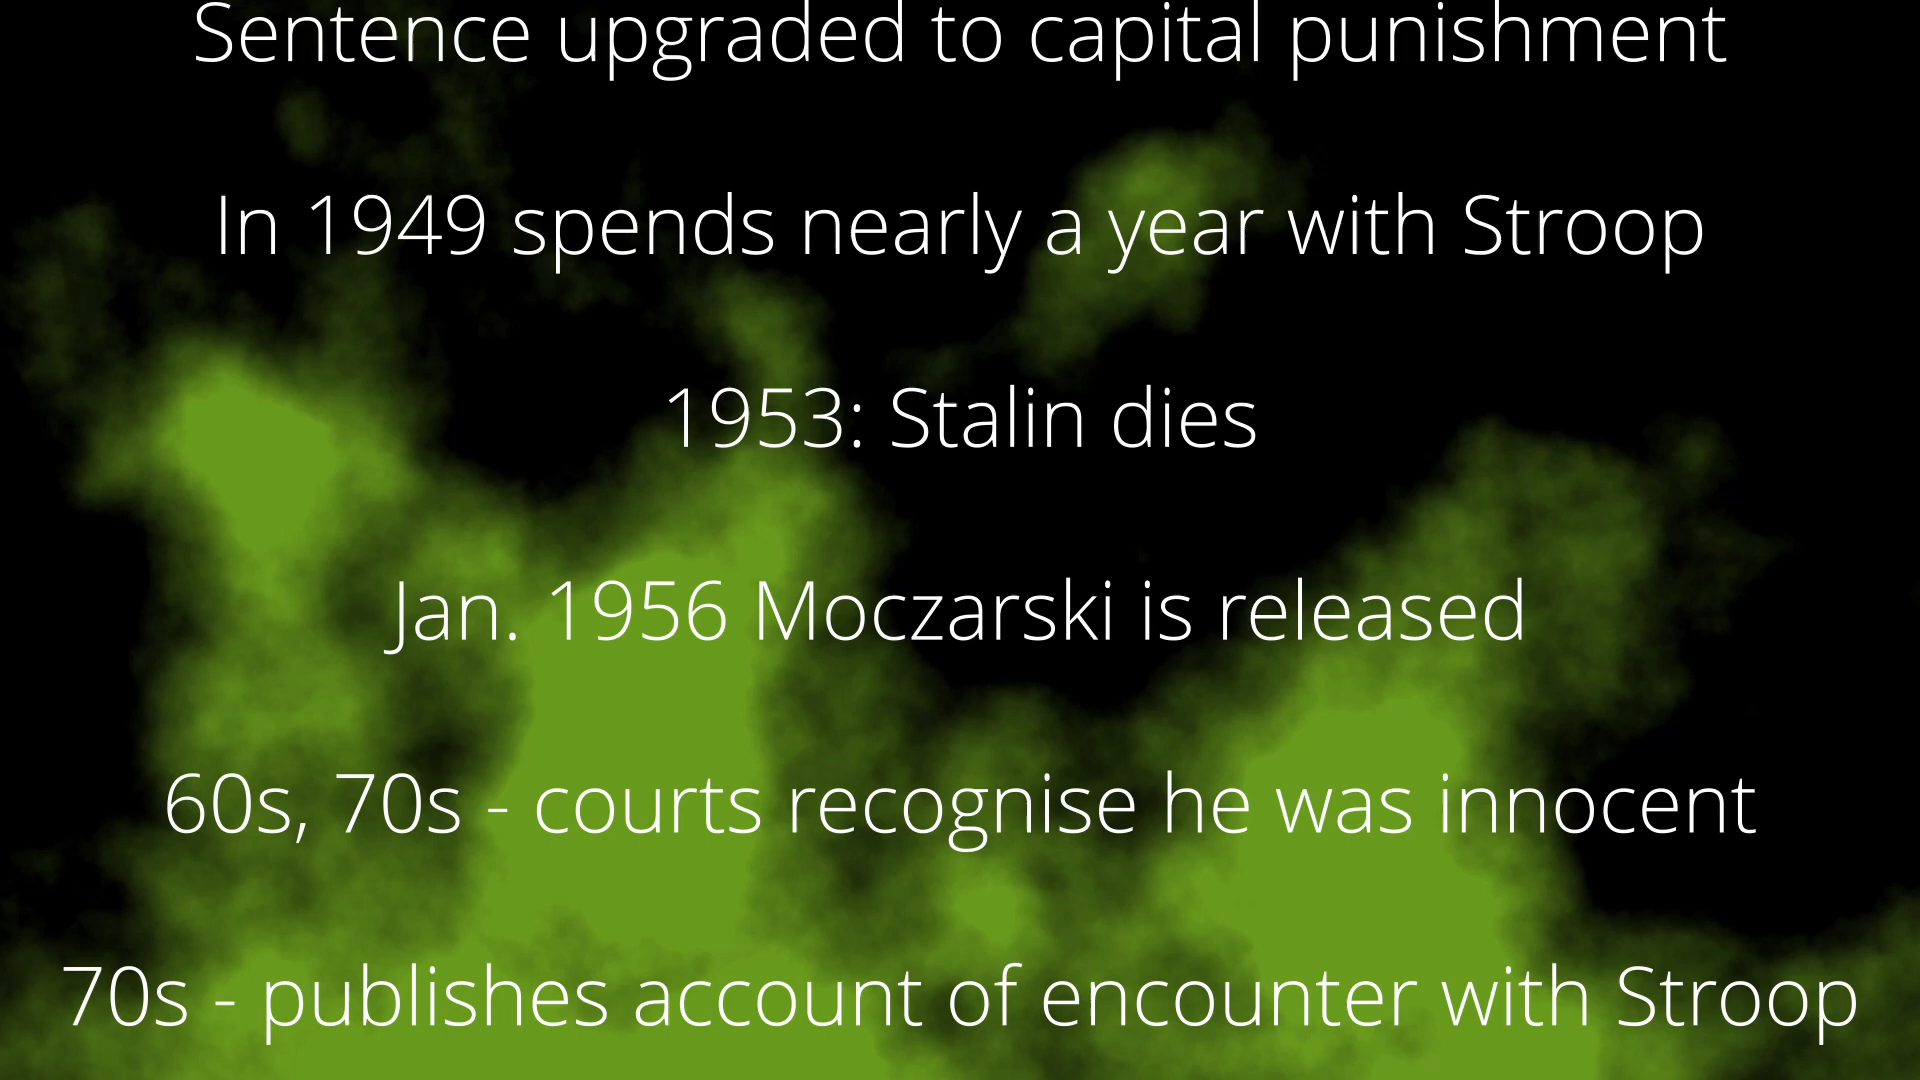 Sentence upgraded to capital punishment
In 1949 spends nearly a year with Stroop
1953: Stalin dies
Jan. 1956 Moczarski is released
60s, 70s - courts recognise he was innocent
70s - publishes account of encounter with Stroop